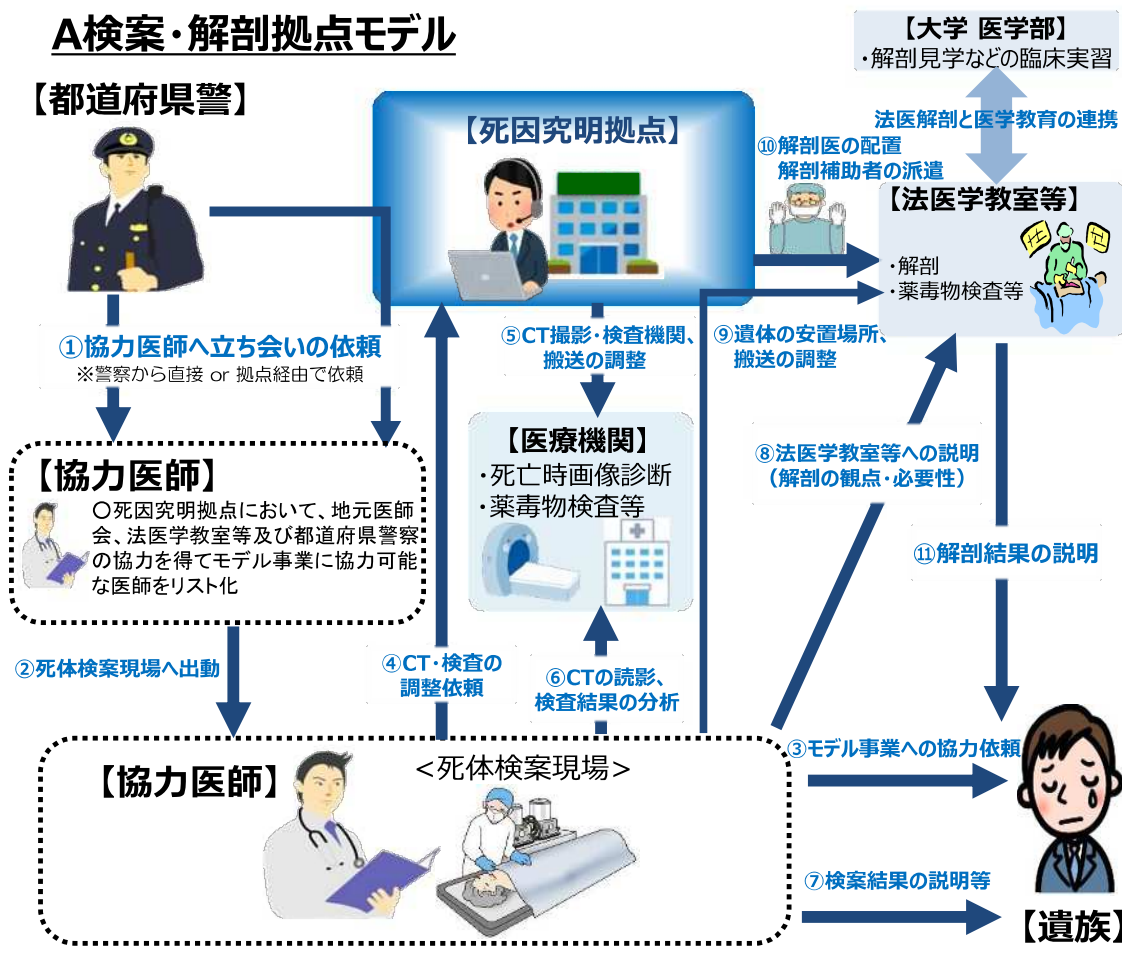 A検案・解剖拠点モデル
【大学 医学部】
・解剖見学などの臨床実習
【都道府県警】
【死因究明拠点】
法医解剖と医学教育の連携
⑩解剖医の配置
解剖補助者の派遣
【法医学教室等】
・解剖
・薬毒物検査等
①協力医師へ立ち会いの依頼
※警察から直接 or 拠点経由で依頼
⑤CT撮影・検査機関、
搬送の調整
⑨遺体の安置場所、
搬送の調整
【協力医師】
〇死因究明拠点において、地元医師
会、法医学教室等及び都道府県警察
の協力を得てモデル事業に協力可能
な医師をリスト化
【医療機関】
・死亡時画像診断
・薬毒物検査等
⑧法医学教室等への説明
（解剖の観点・必要性）
⑪解剖結果の説明
②死体検案現場へ出動
④CT・検査の
調整依頼
⑥CTの読影、
検査結果の分析
【協力医師】
<死体検案現場>
③モデル事業への協力依頼
⑦検案結果の説明等
【遺族】